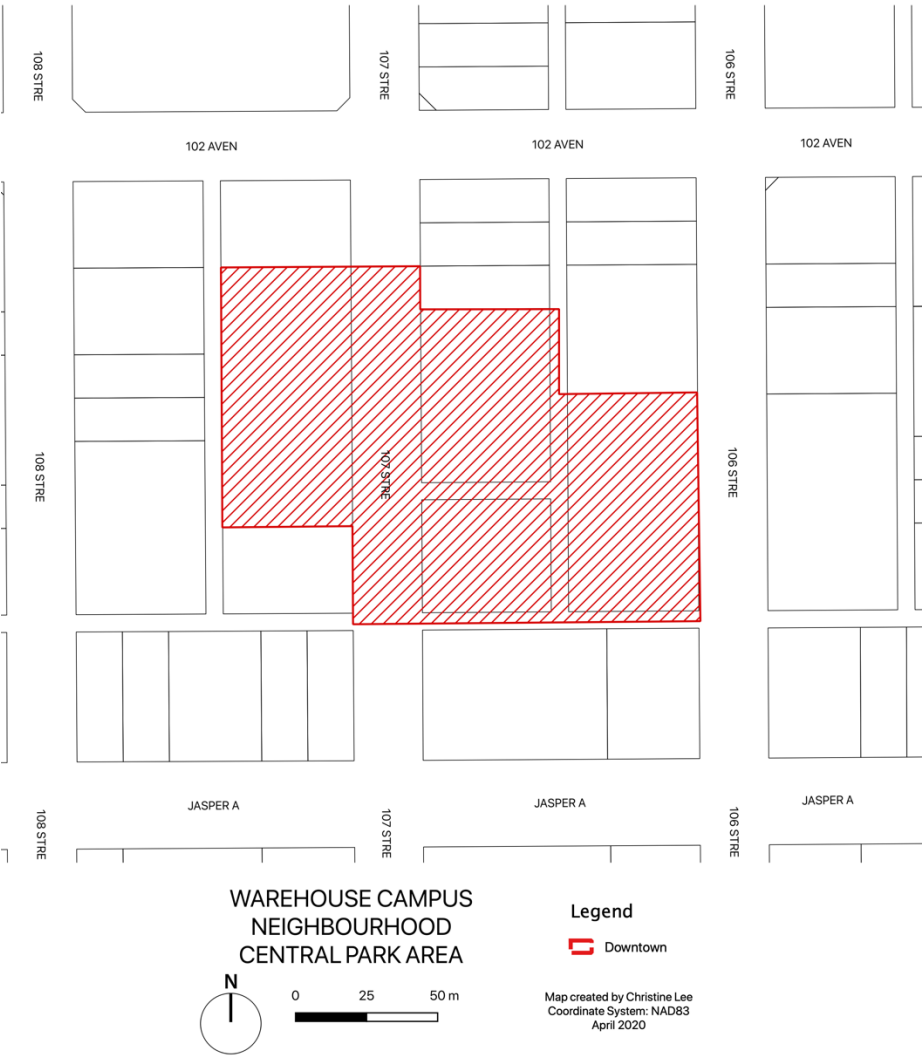 108 STRE
107 STRE
106 STRE
102 AVEN
102 AVEN
102 AVEN
108 STRE
107 STRE
106 STRE
JASPER A
JASPER A
JASPER A
108 STRE
107 STRE
106 STRE
WAREHOUSE CAMPUS
NEIGHBOURHOOD
CENTRAL PARK AREA
N
0 25 50 m
Legend
Downtown
Map created by Christine Lee
Coordinate System: NAD83
April 2020